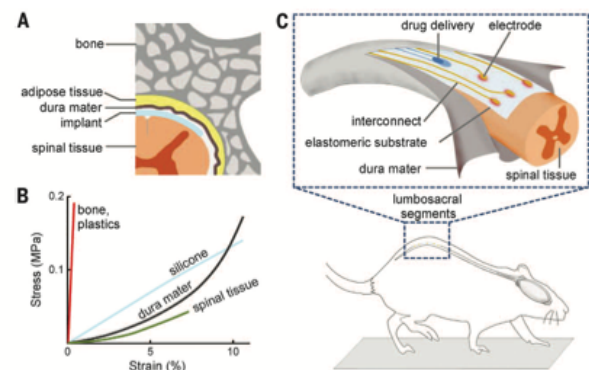 A
bone
adipose tissue
dura mater
implant
spinal tissue
B
0.2
bone,
plastics
silicone
0.1
dura mater
spinal tissue
Stress (MPa)
0
5
10
Strain (%)
C
drug delivery
electrode
interconnect
elastomeric substrate
dura mater
spinal tissue
lumbosacral
segments